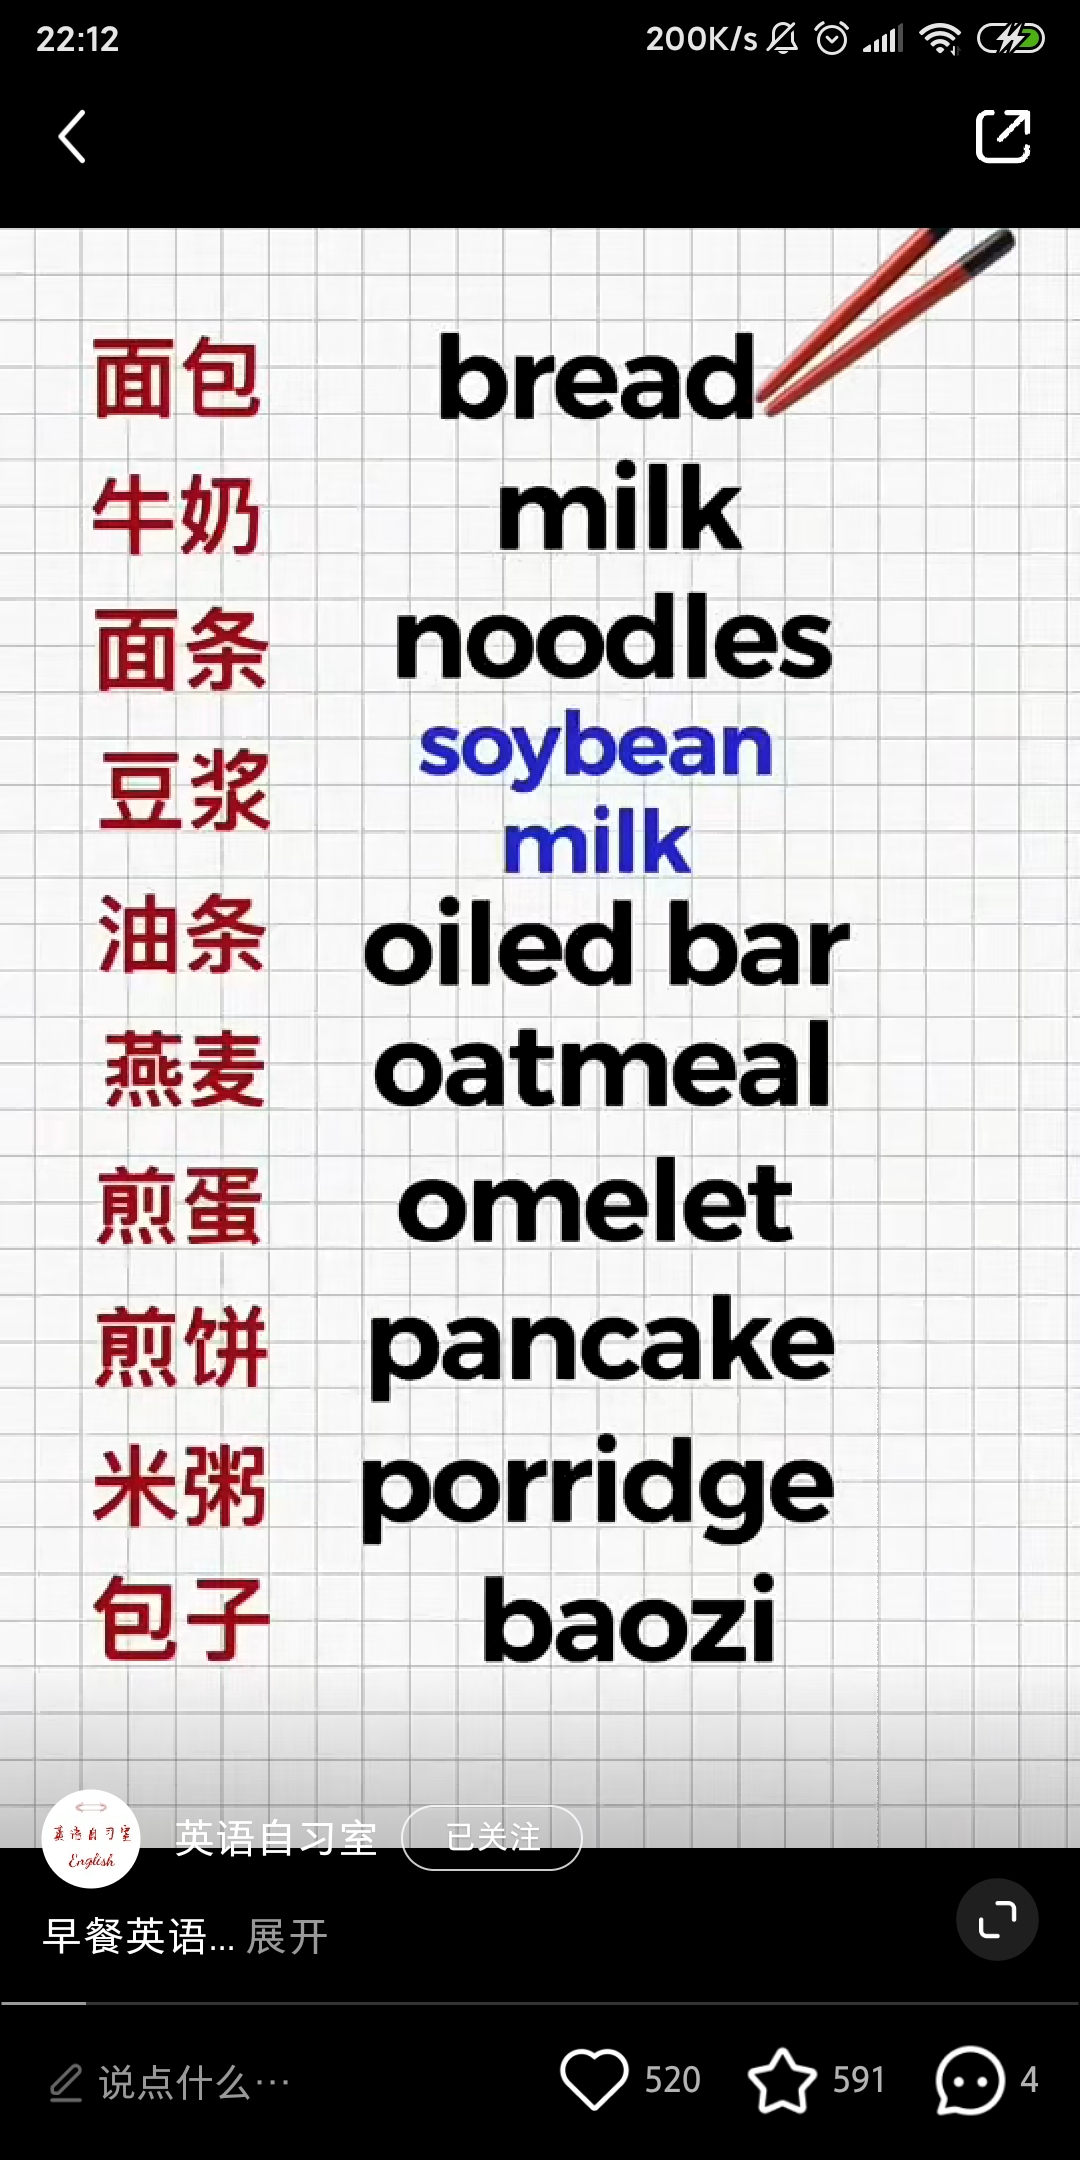 22:12 200K/s
面包 bread
牛奶 milk
面条 noodles
豆浆 soybean
milk
油条 oiled bar
燕麦 oatmeal
煎蛋 omelet
煎饼 pancake
米粥 porridge
包子 baozi
英语自习室
English
英语自习室 已关注
早餐英语... 展开
说点什么... 520 591 4